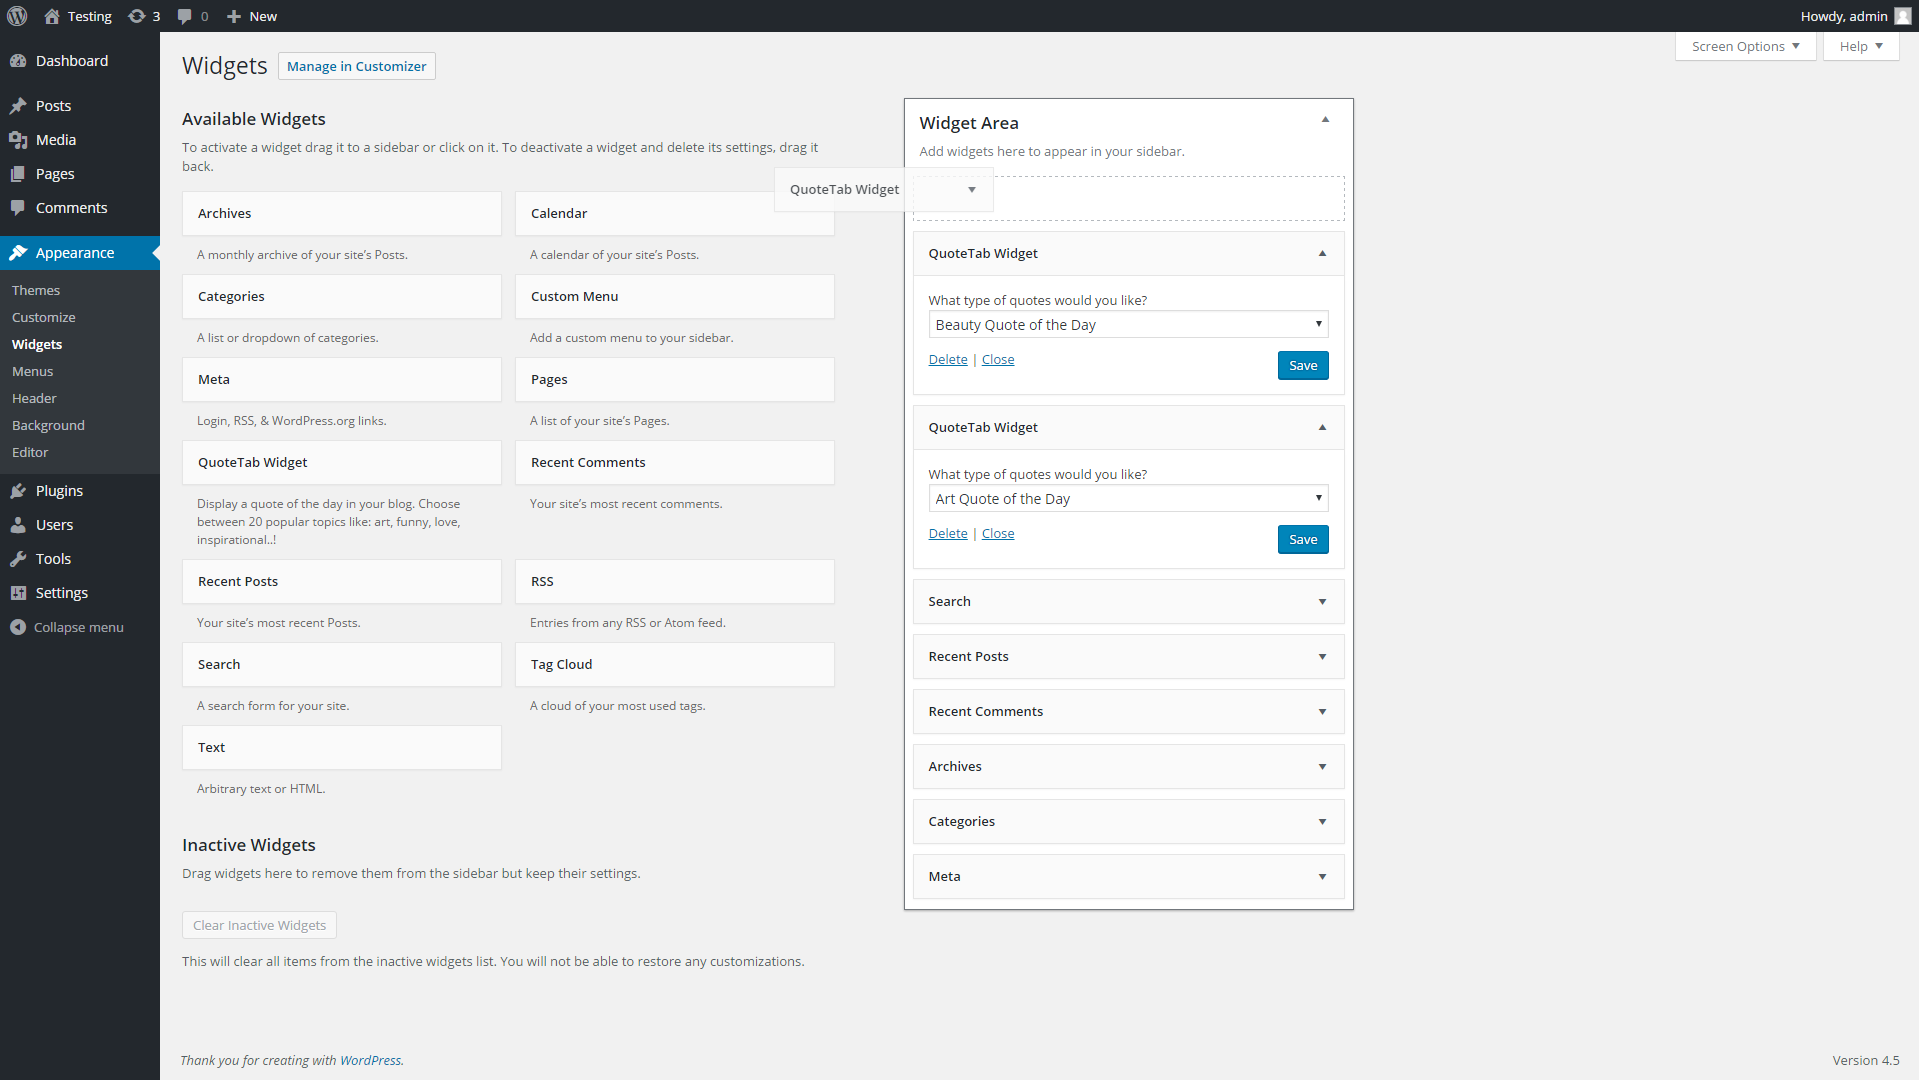 Testing
3
0
New
Howdy, admin
Dashboard
Posts
Media
Pages
Comments
Appearance
Themes
Customize
Widgets
Menus
Header
Background
Editor
Plugins
Users
Tools
Settings
Collapse menu
Screen Options
Help
Widgets
Manage in Customizer
Available Widgets
To activate a widget drag it to a sidebar or click on it. To deactivate a widget and delete its settings, drag it
back.
Archives
A monthly archive of your site’s Posts.
Calendar
A calendar of your site’s Posts.
Categories
A list or dropdown of categories.
Custom Menu
Add a custom menu to your sidebar.
Meta
Login, RSS, & WordPress.org links.
Pages
A list of your site’s Pages.
QuoteTab Widget
Display a quote of the day in your blog. Choose
between 20 popular topics like: art, funny, love,
inspirational..!
Recent Comments
Your site’s most recent comments.
Recent Posts
Your site’s most recent Posts.
RSS
Entries from any RSS or Atom feed.
Search
A search form for your site.
Tag Cloud
A cloud of your most used tags.
Text
Arbitrary text or HTML.
Inactive Widgets
Drag widgets here to remove them from the sidebar but keep their settings.
Clear Inactive Widgets
This will clear all items from the inactive widgets list. You will not be able to restore any customizations.
Widget Area
Add widgets here to appear in your sidebar.
QuoteTab Widget
QuoteTab Widget
What type of quotes would you like?
Beauty Quote of the Day
Delete | Close
Save
QuoteTab Widget
What type of quotes would you like?
Art Quote of the Day
Delete | Close
Save
Search
Recent Posts
Recent Comments
Archives
Categories
Meta
Thank you for creating with WordPress.
Version 4.5